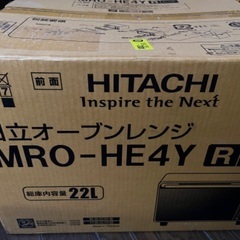 前面
HITACHI
Inspire the Next
日立オーブンレンジ
MRO-HE4Y R
総庫内容量 22L